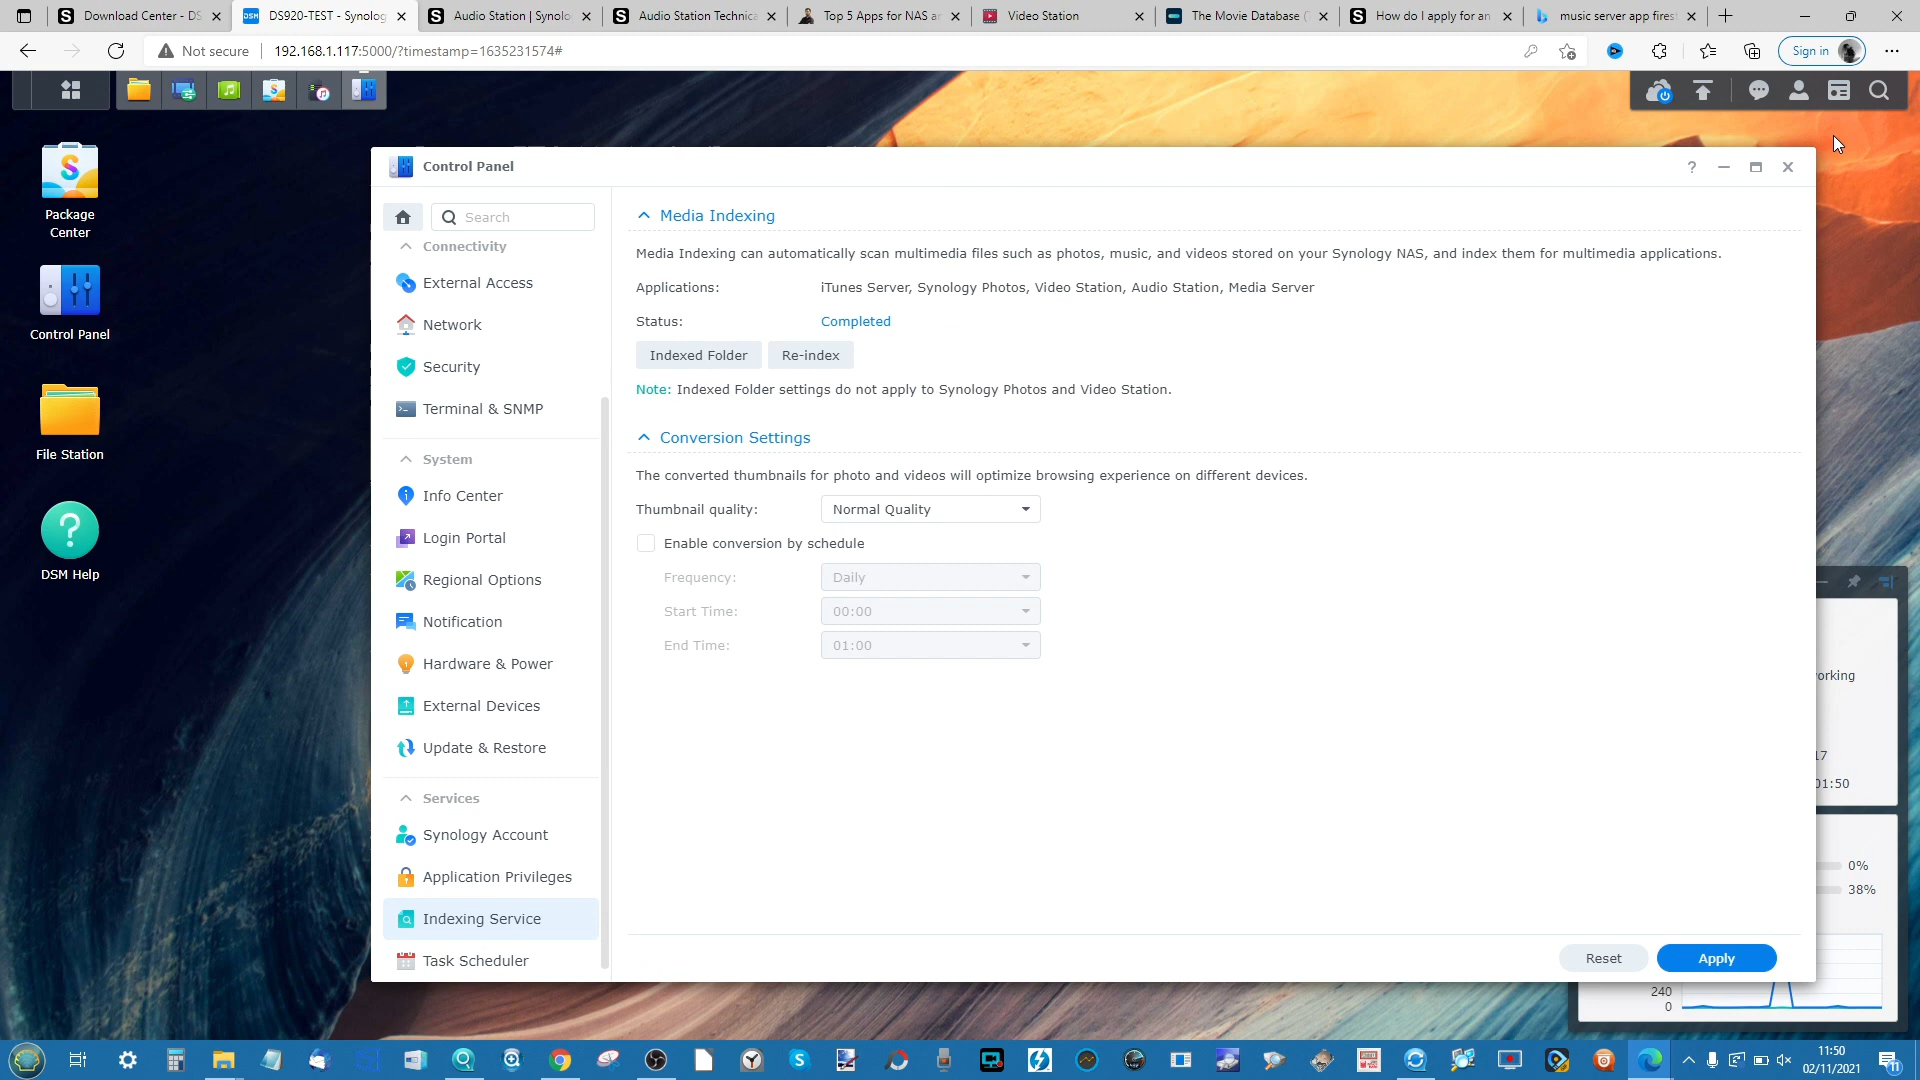 Download Center - DS
DS920-TEST - Synolog
Audio Station | Synolo
Audio Station Technica
Top 5 Apps for NAS an
Video Station
The Movie Database (
How do I apply for an
music server app fires
Not secure
192.168.1.117:5000/?timestamp=1635231574#
Sign in
Package
Center
Control Panel
File Station
DSM Help
Control Panel
Search
Connectivity
External Access
Network
Security
Terminal & SNMP
System
Info Center
Login Portal
Regional Options
Notification
Hardware & Power
External Devices
Update & Restore
Services
Synology Account
Application Privileges
Indexing Service
Task Scheduler
Media Indexing
Media Indexing can automatically scan multimedia files such as photos, music, and videos stored on your Synology NAS, and index them for multimedia applications.
Applications: iTunes Server, Synology Photos, Video Station, Audio Station, Media Server
Status: Completed
Indexed Folder Re-index
Note: Indexed Folder settings do not apply to Synology Photos and Video Station.
Conversion Settings
The converted thumbnails for photo and videos will optimize browsing experience on different devices.
Thumbnail quality: Normal Quality
Enable conversion by schedule
Frequency: Daily
Start Time: 00:00
End Time: 01:00
Reset Apply
orking
17
01:50
0%
38%
240
0
11:50
02/11/2021
11